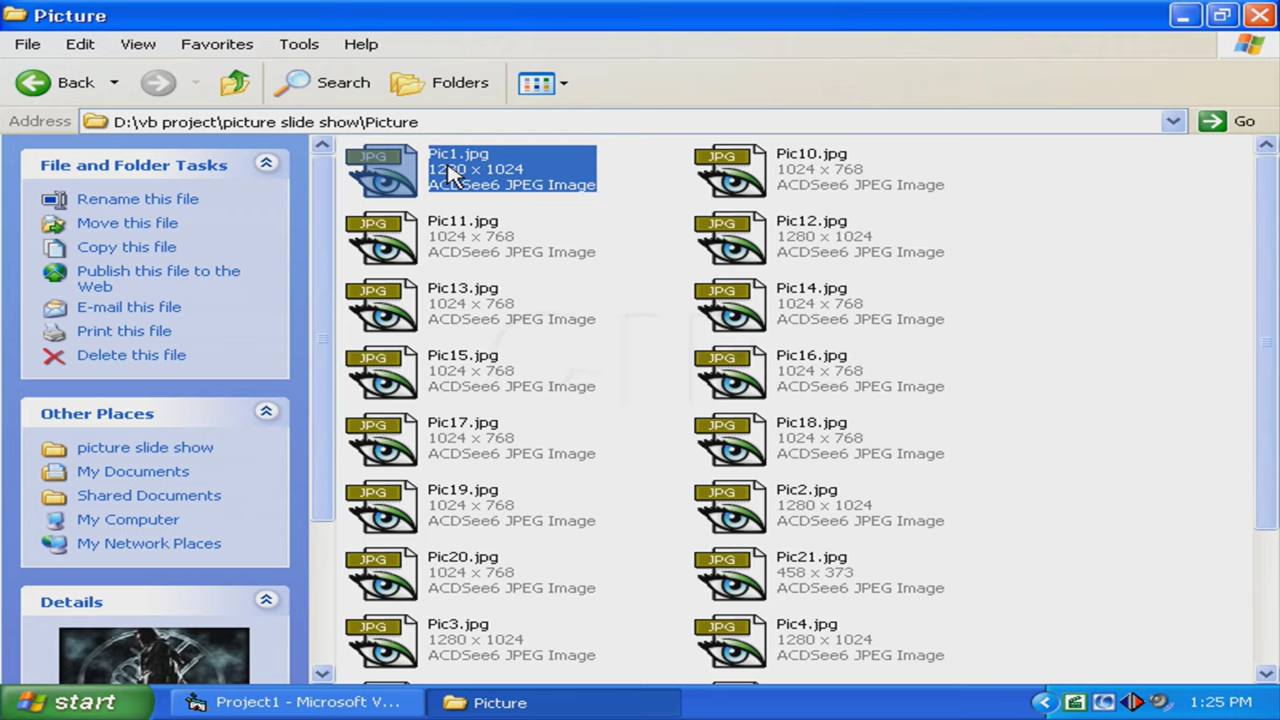 Picture
File Edit View Favorites Tools Help
Back Search Folders
Address D:\vb project\picture slide show\Picture Go
File and Folder Tasks
Rename this file
Move this file
Copy this file
Publish this file to the
Web
E-mail this file
Print this file
Delete this file
Other Places
picture slide show
My Documents
Shared Documents
My Computer
My Network Places
Details
JPG
Pic1.jpg
1280 x 1024
ACDSee6 JPEG Image
JPG
Pic10.jpg
1024 x 768
ACDSee6 JPEG Image
JPG
Pic11.jpg
1024 x 768
ACDSee6 JPEG Image
JPG
Pic12.jpg
1280 x 1024
ACDSee6 JPEG Image
JPG
Pic13.jpg
1024 x 768
ACDSee6 JPEG Image
JPG
Pic14.jpg
1024 x 768
ACDSee6 JPEG Image
JPG
Pic15.jpg
1024 x 768
ACDSee6 JPEG Image
JPG
Pic16.jpg
1024 x 768
ACDSee6 JPEG Image
JPG
Pic17.jpg
1024 x 768
ACDSee6 JPEG Image
JPG
Pic18.jpg
1024 x 768
ACDSee6 JPEG Image
JPG
Pic19.jpg
1024 x 768
ACDSee6 JPEG Image
JPG
Pic2.jpg
1280 x 1024
ACDSee6 JPEG Image
JPG
Pic20.jpg
1024 x 768
ACDSee6 JPEG Image
JPG
Pic21.jpg
458 x 373
ACDSee6 JPEG Image
JPG
Pic3.jpg
1280 x 1024
ACDSee6 JPEG Image
JPG
Pic4.jpg
1280 x 1024
ACDSee6 JPEG Image
start Project1 - Microsoft V... Picture 1:25 PM